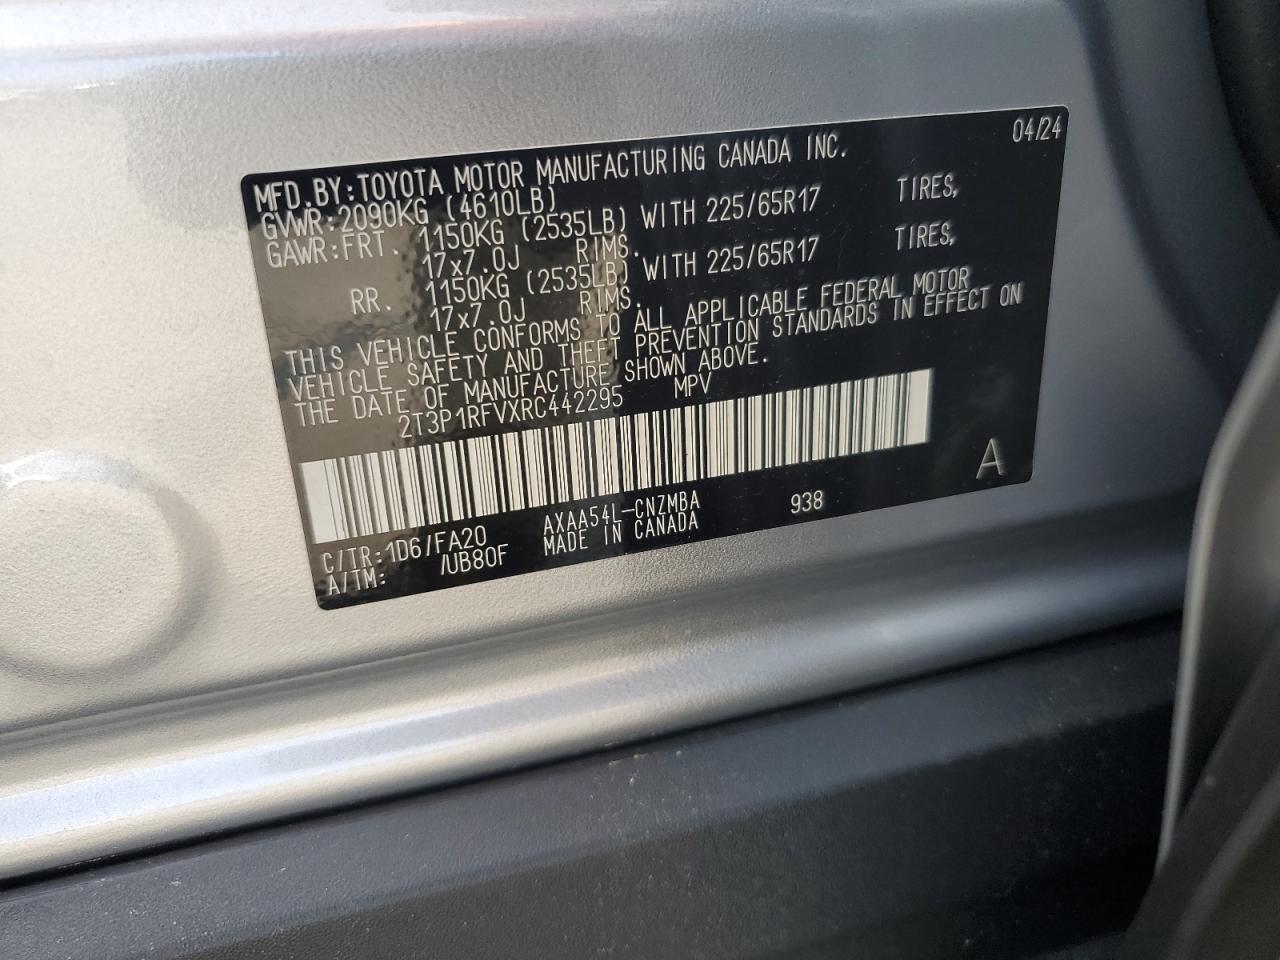 04/24
MFD.BY:TOYOTA MOTOR MANUFACTURING CANADA INC.
GVWR:2090KG (4610LB)
GAWR:FRT. 1150KG (2535LB) WITH 225/65R17 TIRES,
17x7.0J RIMS.
RR. 1150KG (2535LB) WITH 225/65R17 TIRES,
17x7.0J RIMS.
THIS VEHICLE CONFORMS TO ALL APPLICABLE FEDERAL MOTOR
VEHICLE SAFETY AND THEFT PREVENTION STANDARDS IN EFFECT ON
THE DATE OF MANUFACTURE SHOWN ABOVE.
2T3P1RFVXRC442295 MPV
A
C/TR:1D6/FA20 AXAA54L-CNZMBA 938
A/TM: /UB80F MADE IN CANADA